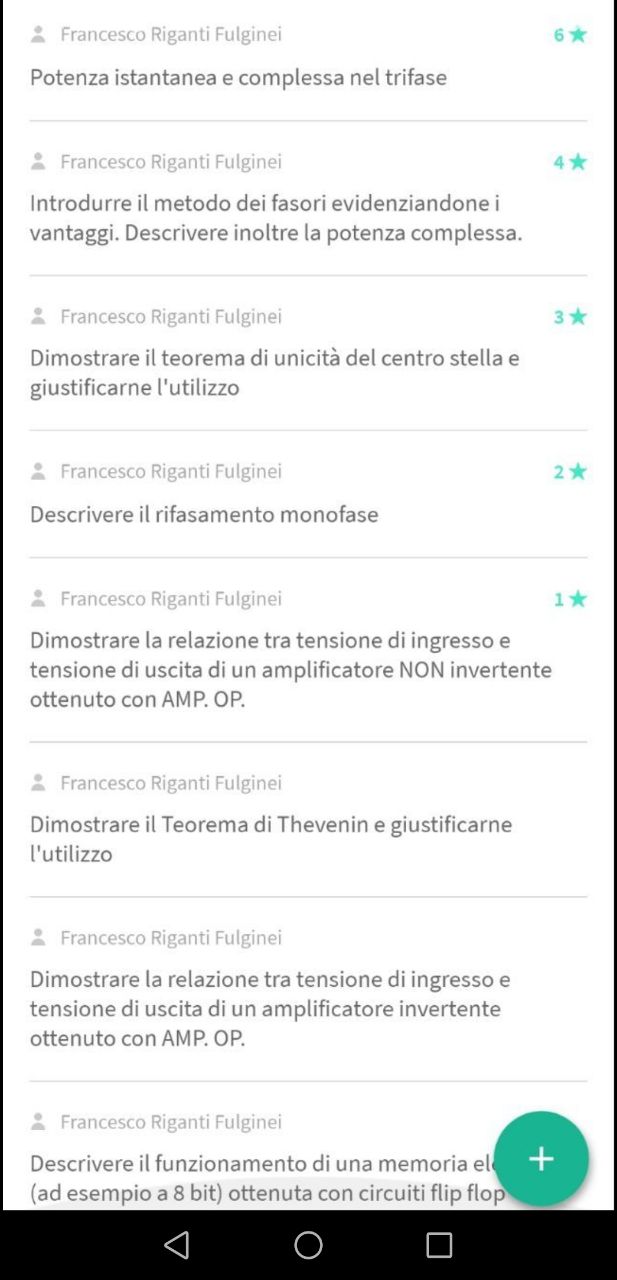 Francesco Riganti Fulginei 6★
Potenza istantanea e complessa nel trifase
Francesco Riganti Fulginei 4★
Introdurre il metodo dei fasori evidenziandone i
vantaggi. Descrivere inoltre la potenza complessa.
Francesco Riganti Fulginei 3★
Dimostrare il teorema di unicità del centro stella e
giustificarne l'utilizzo
Francesco Riganti Fulginei 2★
Descrivere il rifasamento monofase
Francesco Riganti Fulginei 1★
Dimostrare la relazione tra tensione di ingresso e
tensione di uscita di un amplificatore NON invertente
ottenuto con AMP. OP.
Francesco Riganti Fulginei
Dimostrare il Teorema di Thevenin e giustificarne
l'utilizzo
Francesco Riganti Fulginei
Dimostrare la relazione tra tensione di ingresso e
tensione di uscita di un amplificatore invertente
ottenuto con AMP. OP.
Francesco Riganti Fulginei
Descrivere il funzionamento di una memoria
(ad esempio a 8 bit) ottenuta con circuiti flip flop